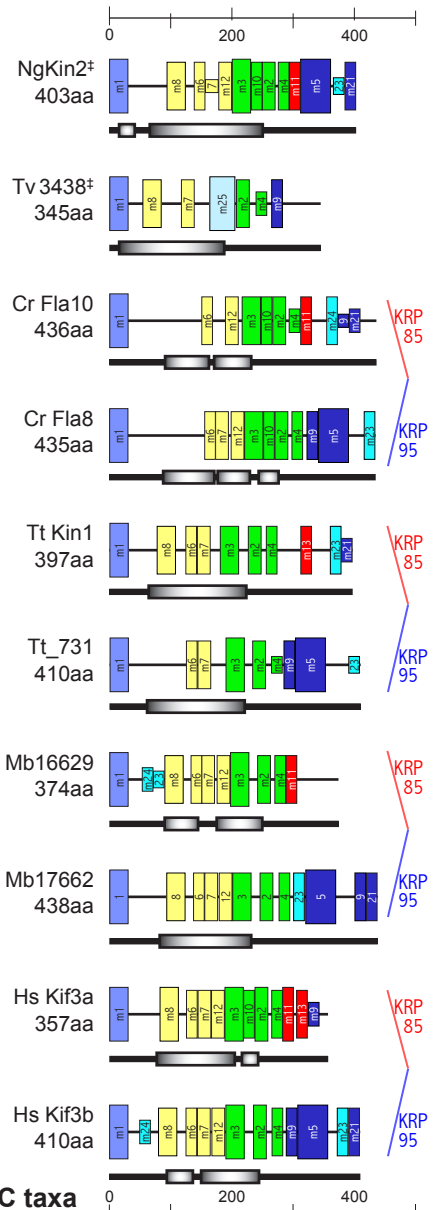 0 200 400
NgKin2‡
403aa
m1 m8 m6 7 m12 m3 m10 m2 m4 m11 m5 23 m21
Tv 3438‡
345aa
m1 m8 m7 m25 m2 m4 m9
Cr Fla10
436aa
m1 m6 m12 m3 m10 m2 m4 m11 m24 9 m21
KRP
85
Cr Fla8
435aa
m1 m6 m7 m12 m3 m10 m2 m4 m9 m5 m23
KRP
95
Tt Kin1
397aa
m1 m8 m6 m7 m3 m2 m4 m13 m23 m21
KRP
85
Tt_731
410aa
m1 m6 m7 m3 m2 m4 m9 m5 23
KRP
95
Mb16629
374aa
m1 m24 23 m8 m6 m7 m12 m3 m2 m4 m11
KRP
85
Mb17662
438aa
1 m8 6 m7 12 3 2 4 23 5 9 21
KRP
95
Hs Kif3a
357aa
m1 m8 m6 m7 m12 m3 m10 m2 m4 m11 m13 m9
KRP
85
Hs Kif3b
410aa
m1 m24 m8 m6 m7 m12 m3 m2 m4 m9 m5 m23 m21
KRP
95
C taxa
0 200 400